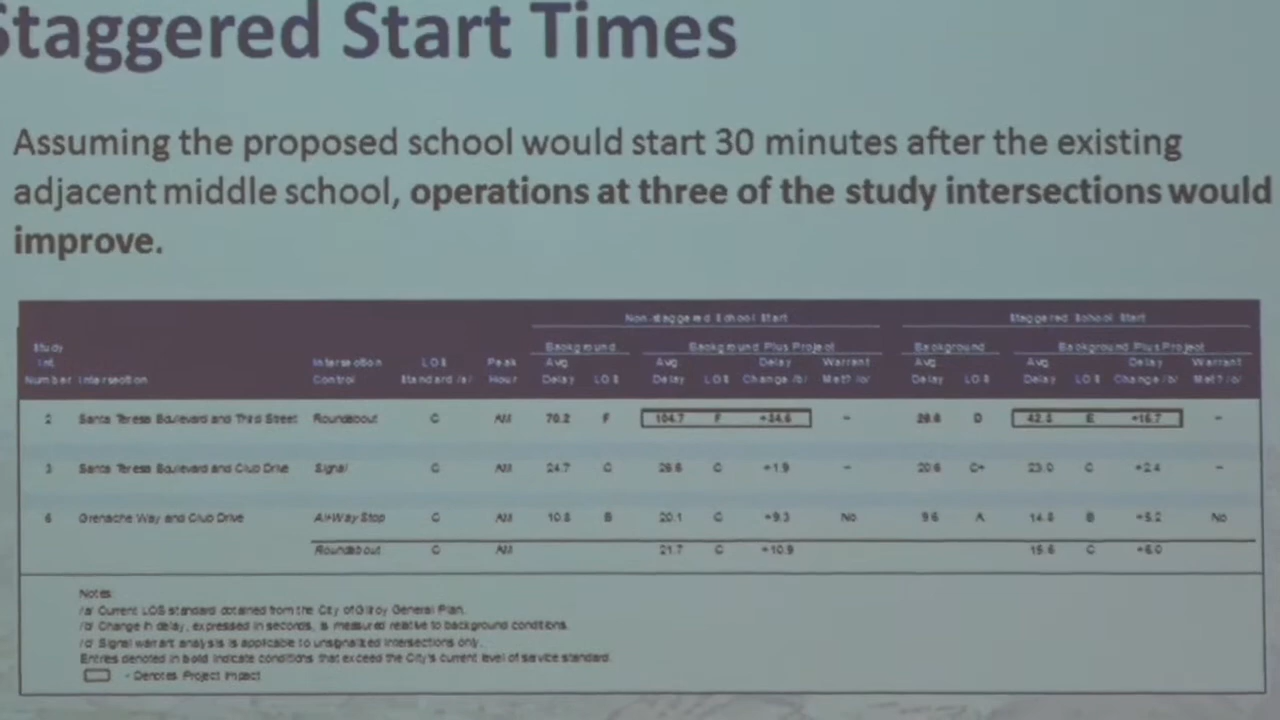 Staggered Start Times
Assuming the proposed school would start 30 minutes after the existing
adjacent middle school, operations at three of the study intersections would
improve.
Non-staggered School Start Staggered School Start
Study Background Background Plus Project Background Background Plus Project
Int. Intersection LOS Peak Avg. Avg. Delay Warrant Avg. Avg. Delay Warrant
Number Intersection Control Standard /a/ Hour Delay LOS Delay LOS Change /b/ Met? /c/ Delay LOS Delay LOS Change /b/ Met? /c/
2 Santa Teresa Boulevard and Third Street Roundabout C AM 70.2 F 104.7 F +34.6 -- D E +16.7 --
3 Santa Teresa Boulevard and Club Drive Signal C AM 24.7 C C +1.9 -- 20.6 C+ 23.0 C +2.4 --
6 Grenache Way and Club Drive All-Way Stop C AM B 20.1 C +9.3 No 9.6 A 14.8 B +5.2 No
Roundabout C AM 21.7 C +10.9 15.6 C +6.0
Notes:
/a/ Current LOS standard obtained from the City of Gilroy General Plan.
/b/ Change in delay, expressed in seconds, is measured relative to background conditions.
/c/ Signal warrant analysis is applicable to unsignalized intersections only.
Entries denoted in bold indicate conditions that exceed the City's current level of service standard.
- Denotes Project Impact